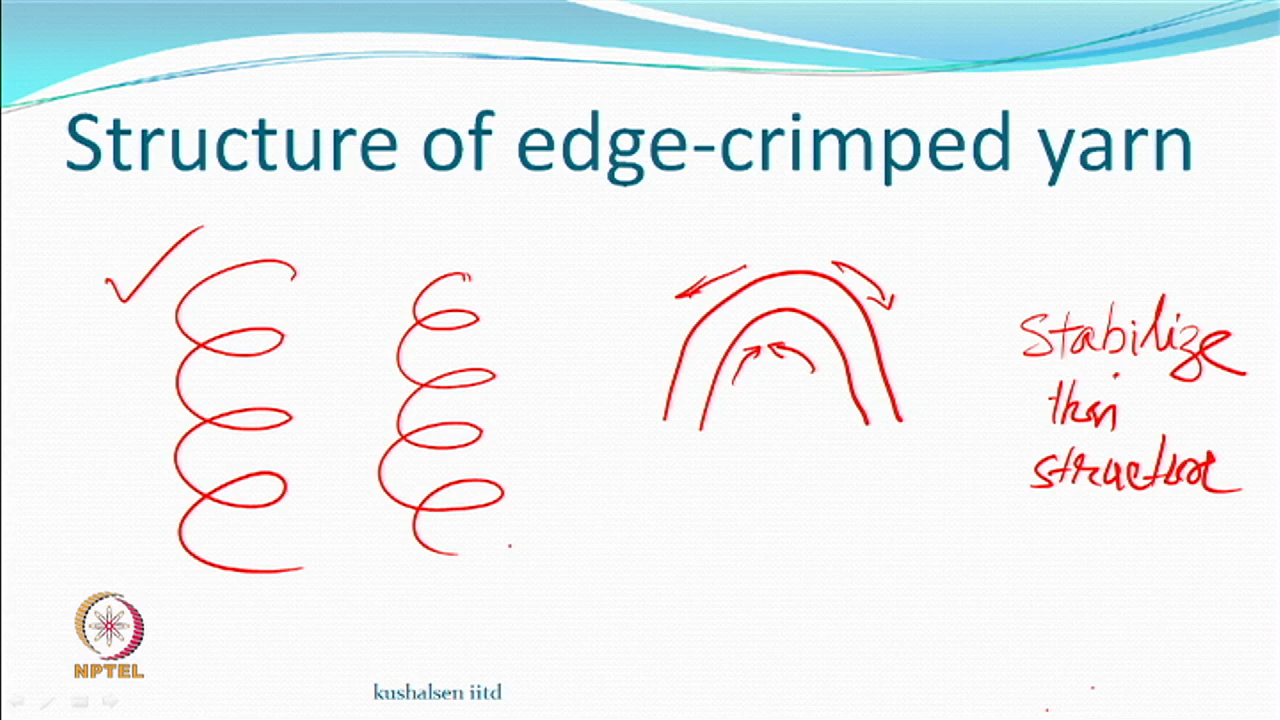 Structure of edge-crimped yarn
Stabilize
this
structure
NPTEL
kushalsen iitd